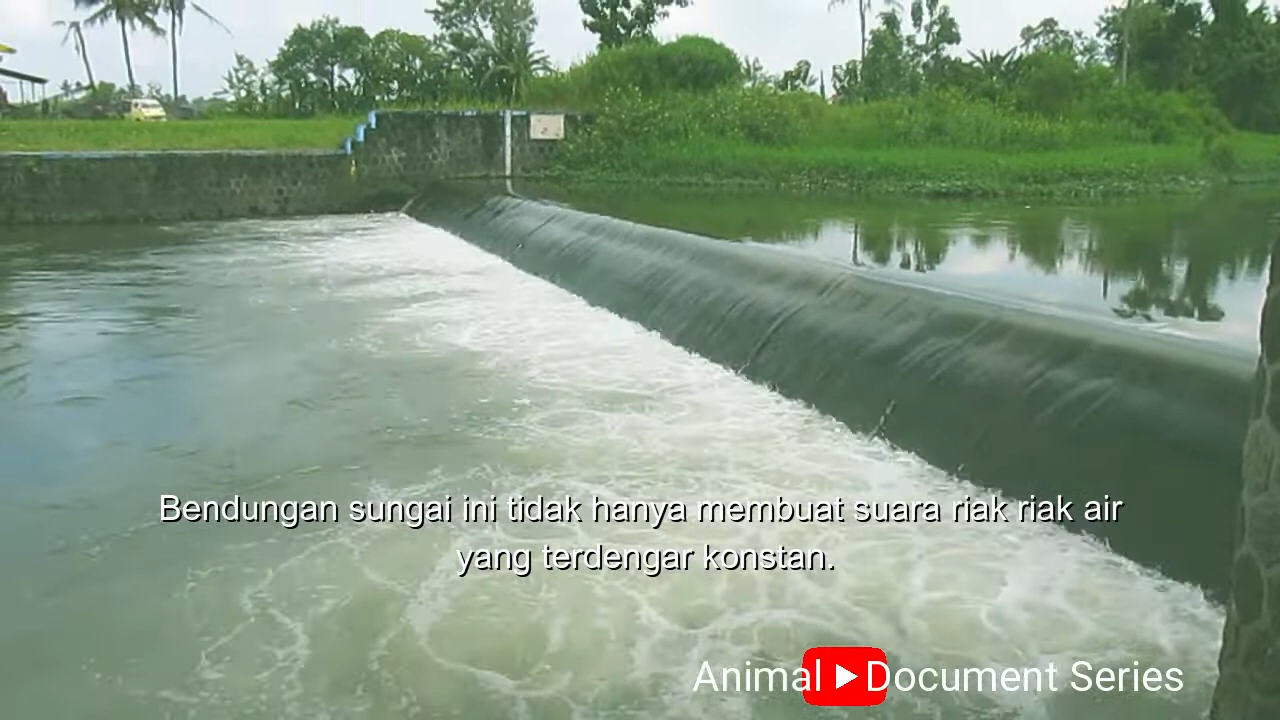 Bendungan sungai ini tidak hanya membuat suara riak riak air
yang terdengar konstan.
Animal Document Series